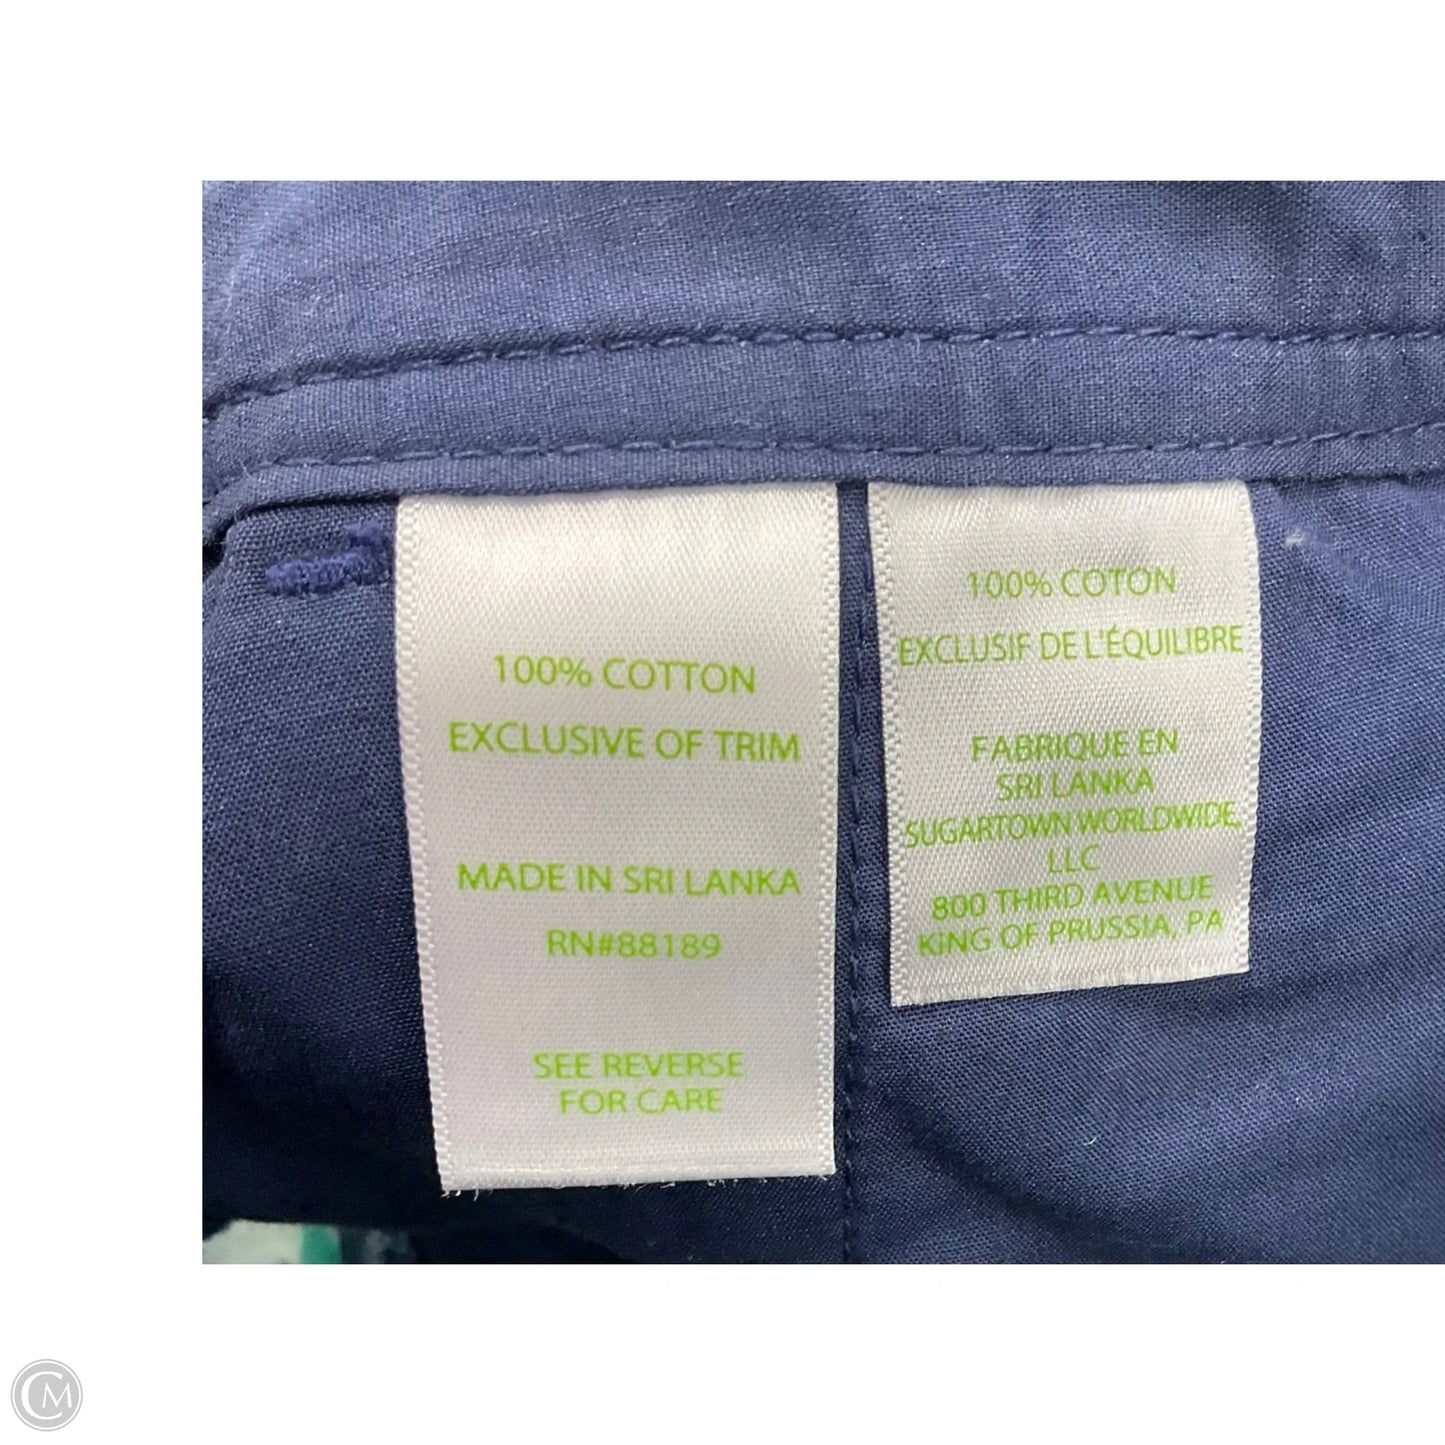 100% COTTON
EXCLUSIVE OF TRIM
MADE IN SRI LANKA
RN#88189
SEE REVERSE
FOR CARE
100% COTON
EXCLUSIF DE L'ÉQUILIBRE
FABRIQUE EN
SRI LANKA
SUGARTOWN WORLDWIDE,
LLC
800 THIRD AVENUE
KING OF PRUSSIA, PA
CM